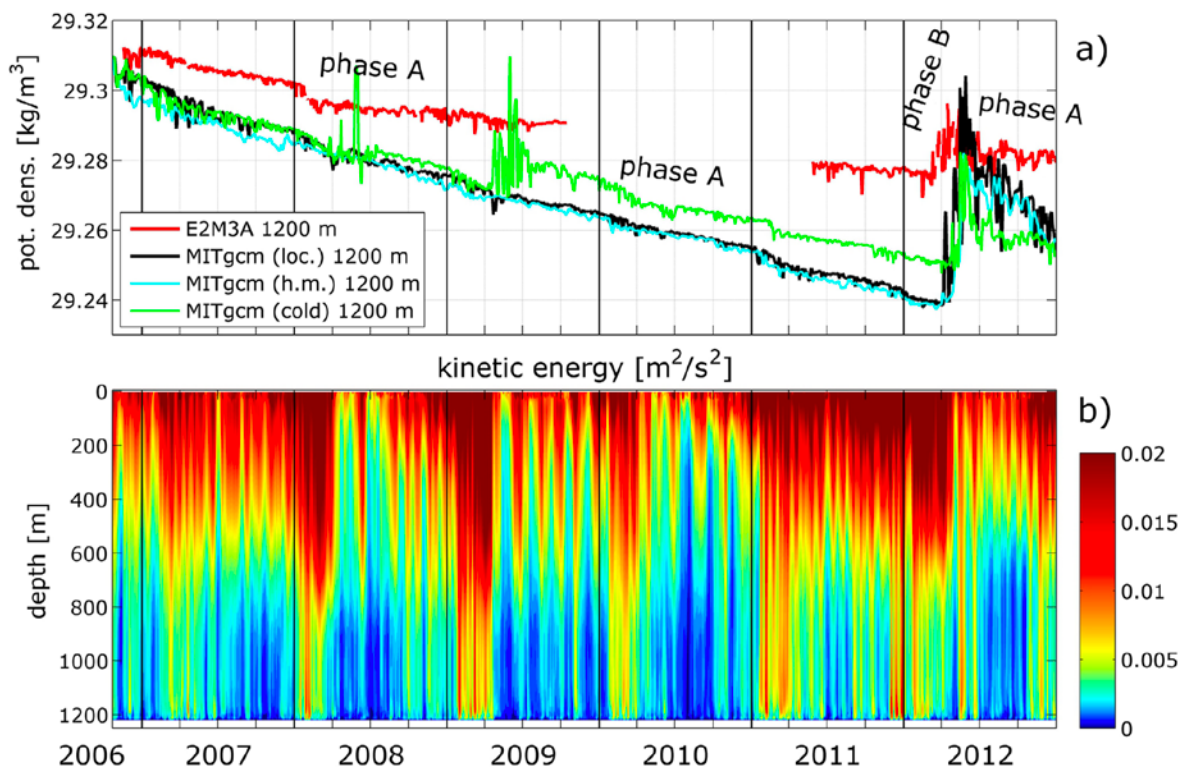 29.32
29.3
29.28
29.26
29.24
pot. dens. [kg/m³]
phase A
phase A
phase B
phase A
a)
E2M3A 1200 m
MITgcm (loc.) 1200 m
MITgcm (h.m.) 1200 m
MITgcm (cold) 1200 m
kinetic energy [m²/s²]
b)
0
200
400
600
800
1000
1200
depth [m]
0.02
0.015
0.01
0.005
0
2006 2007 2008 2009 2010 2011 2012